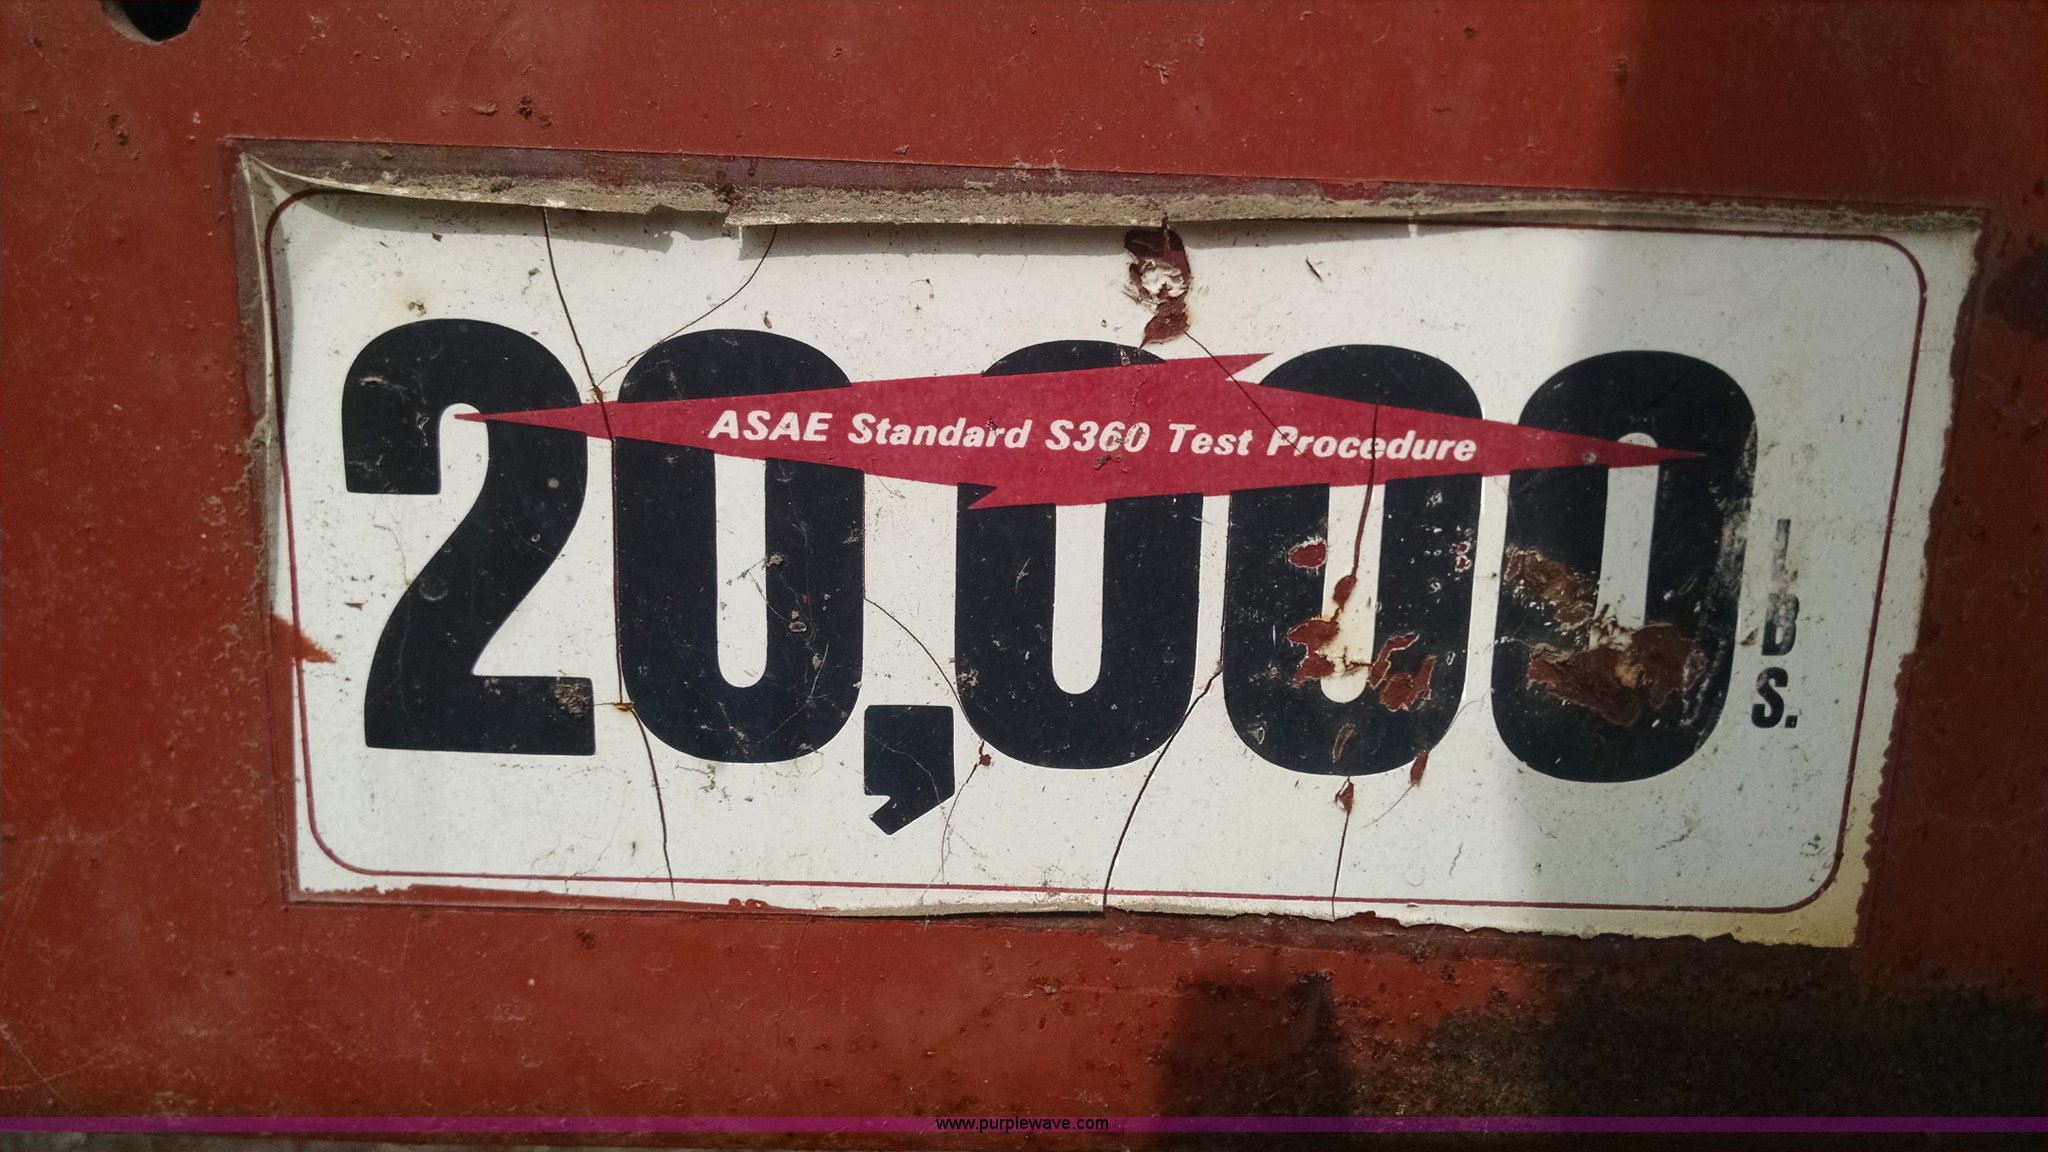 20,000
ASAE Standard S360 Test Procedure
LBS.
www.purplewave.com